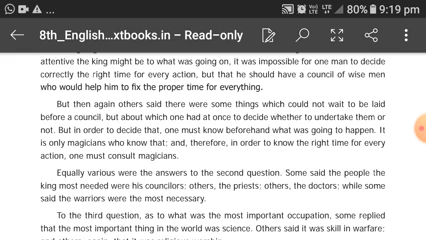 80% 9:19 pm
8th_English...xtbooks.in – Read-only
attentive the king might be to what was going on, it was impossible for one man to decide
correctly the right time for every action, but that he should have a council of wise men
who would help him to fix the proper time for everything.
But then again others said there were some things which could not wait to be laid
before a council, but about which one had at once to decide whether to undertake them or
not. But in order to decide that, one must know beforehand what was going to happen. It
is only magicians who know that; and, therefore, in order to know the right time for every
action, one must consult magicians.
Equally various were the answers to the second question. Some said the people the
king most needed were his councilors; others, the priests; others, the doctors; while some
said the warriors were the most necessary.
To the third question, as to what was the most important occupation, some replied
that the most important thing in the world was science. Others said it was skill in warfare;